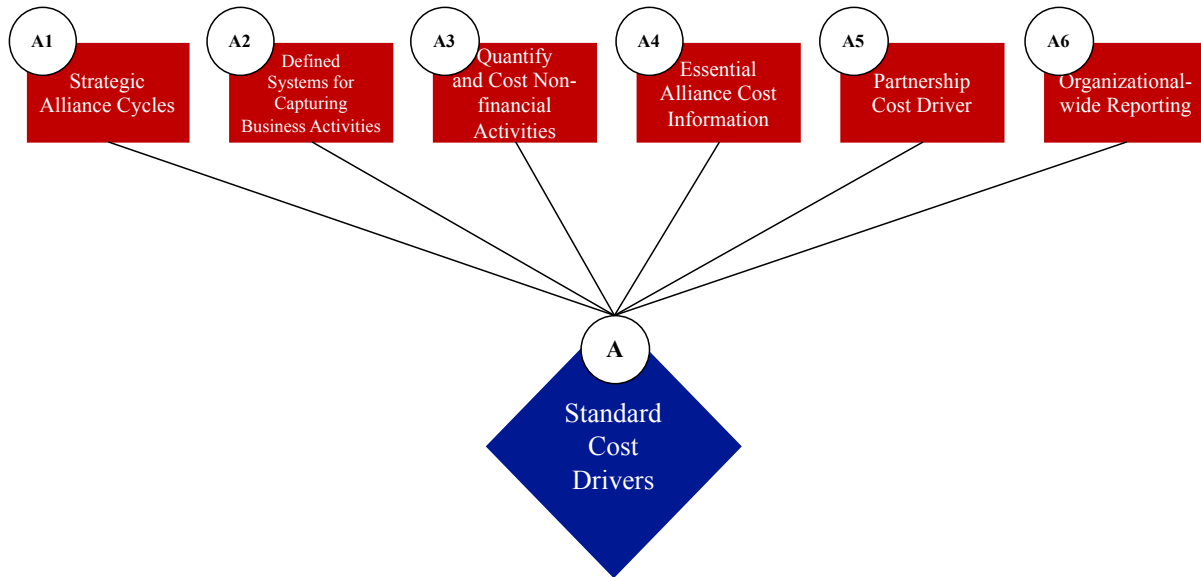 A1
Strategic
Alliance Cycles
A2
Defined
Systems for
Capturing
Business Activities
A3
Quantify
and Cost Non-
financial
Activities
A4
Essential
Alliance Cost
Information
A5
Partnership
Cost Driver
A6
Organizational-
wide Reporting
A
Standard
Cost
Drivers